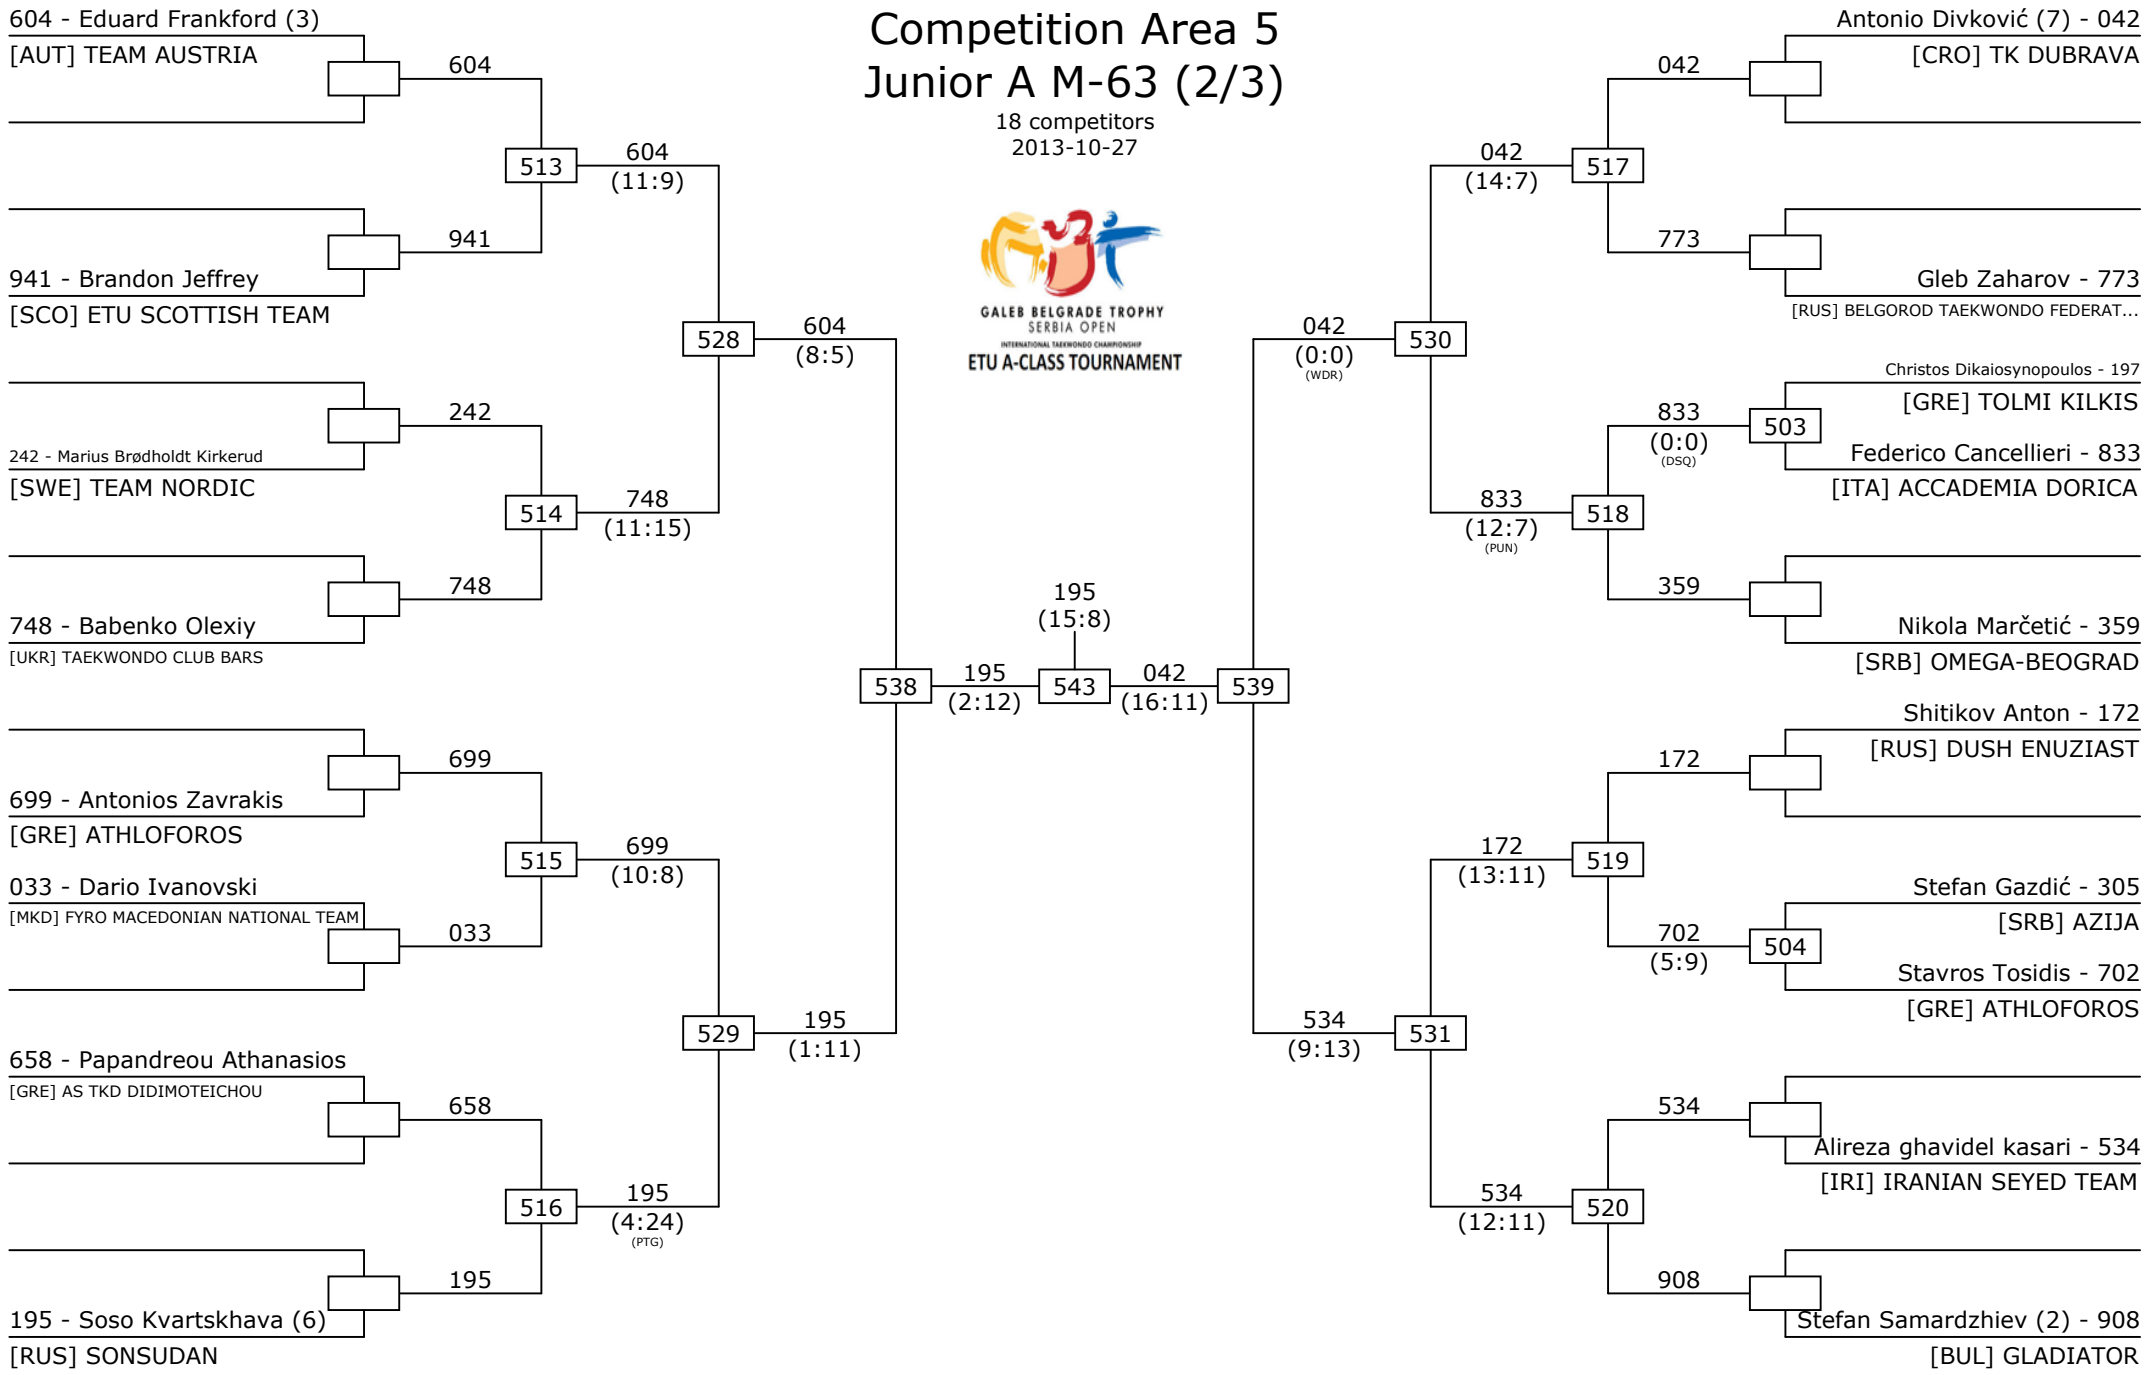 Competition Area 5
Junior A M-63 (2/3)
18 competitors
2013-10-27
GALEB BELGRADE TROPHY
SERBIA OPEN
INTERNATIONAL TAEKWONDO CHAMPIONSHIP
ETU A-CLASS TOURNAMENT
604 - Eduard Frankford (3)
[AUT] TEAM AUSTRIA
604
513
604
(11:9)
941
941 - Brandon Jeffrey
[SCO] ETU SCOTTISH TEAM
528
604
(8:5)
242
242 - Marius Brødholdt Kirkerud
[SWE] TEAM NORDIC
514
748
(11:15)
748
748 - Babenko Olexiy
[UKR] TAEKWONDO CLUB BARS
538
195
(2:12)
699
699 - Antonios Zavrakis
[GRE] ATHLOFOROS
515
699
(10:8)
033 - Dario Ivanovski
[MKD] FYRO MACEDONIAN NATIONAL TEAM
033
529
195
(1:11)
658 - Papandreou Athanasios
[GRE] AS TKD DIDIMOTEICHOU
658
516
195
(4:24)
(PTG)
195
195 - Soso Kvartskhava (6)
[RUS] SONSUDAN
195
(15:8)
543
042
(16:11)
539
Antonio Divković (7) - 042
[CRO] TK DUBRAVA
042
042
(14:7)
517
773
Gleb Zaharov - 773
[RUS] BELGOROD TAEKWONDO FEDERAT...
042
(0:0)
(WDR)
530
Christos Dikaiosynopoulos - 197
[GRE] TOLMI KILKIS
833
(0:0)
(DSQ)
503
Federico Cancellieri - 833
[ITA] ACCADEMIA DORICA
833
(12:7)
(PUN)
518
359
Nikola Marčetić - 359
[SRB] OMEGA-BEOGRAD
Shitikov Anton - 172
[RUS] DUSH ENUZIAST
172
172
(13:11)
519
Stefan Gazdić - 305
[SRB] AZIJA
702
(5:9)
504
Stavros Tosidis - 702
[GRE] ATHLOFOROS
534
(9:13)
531
534
Alireza ghavidel kasari - 534
[IRI] IRANIAN SEYED TEAM
534
(12:11)
520
908
Stefan Samardzhiev (2) - 908
[BUL] GLADIATOR